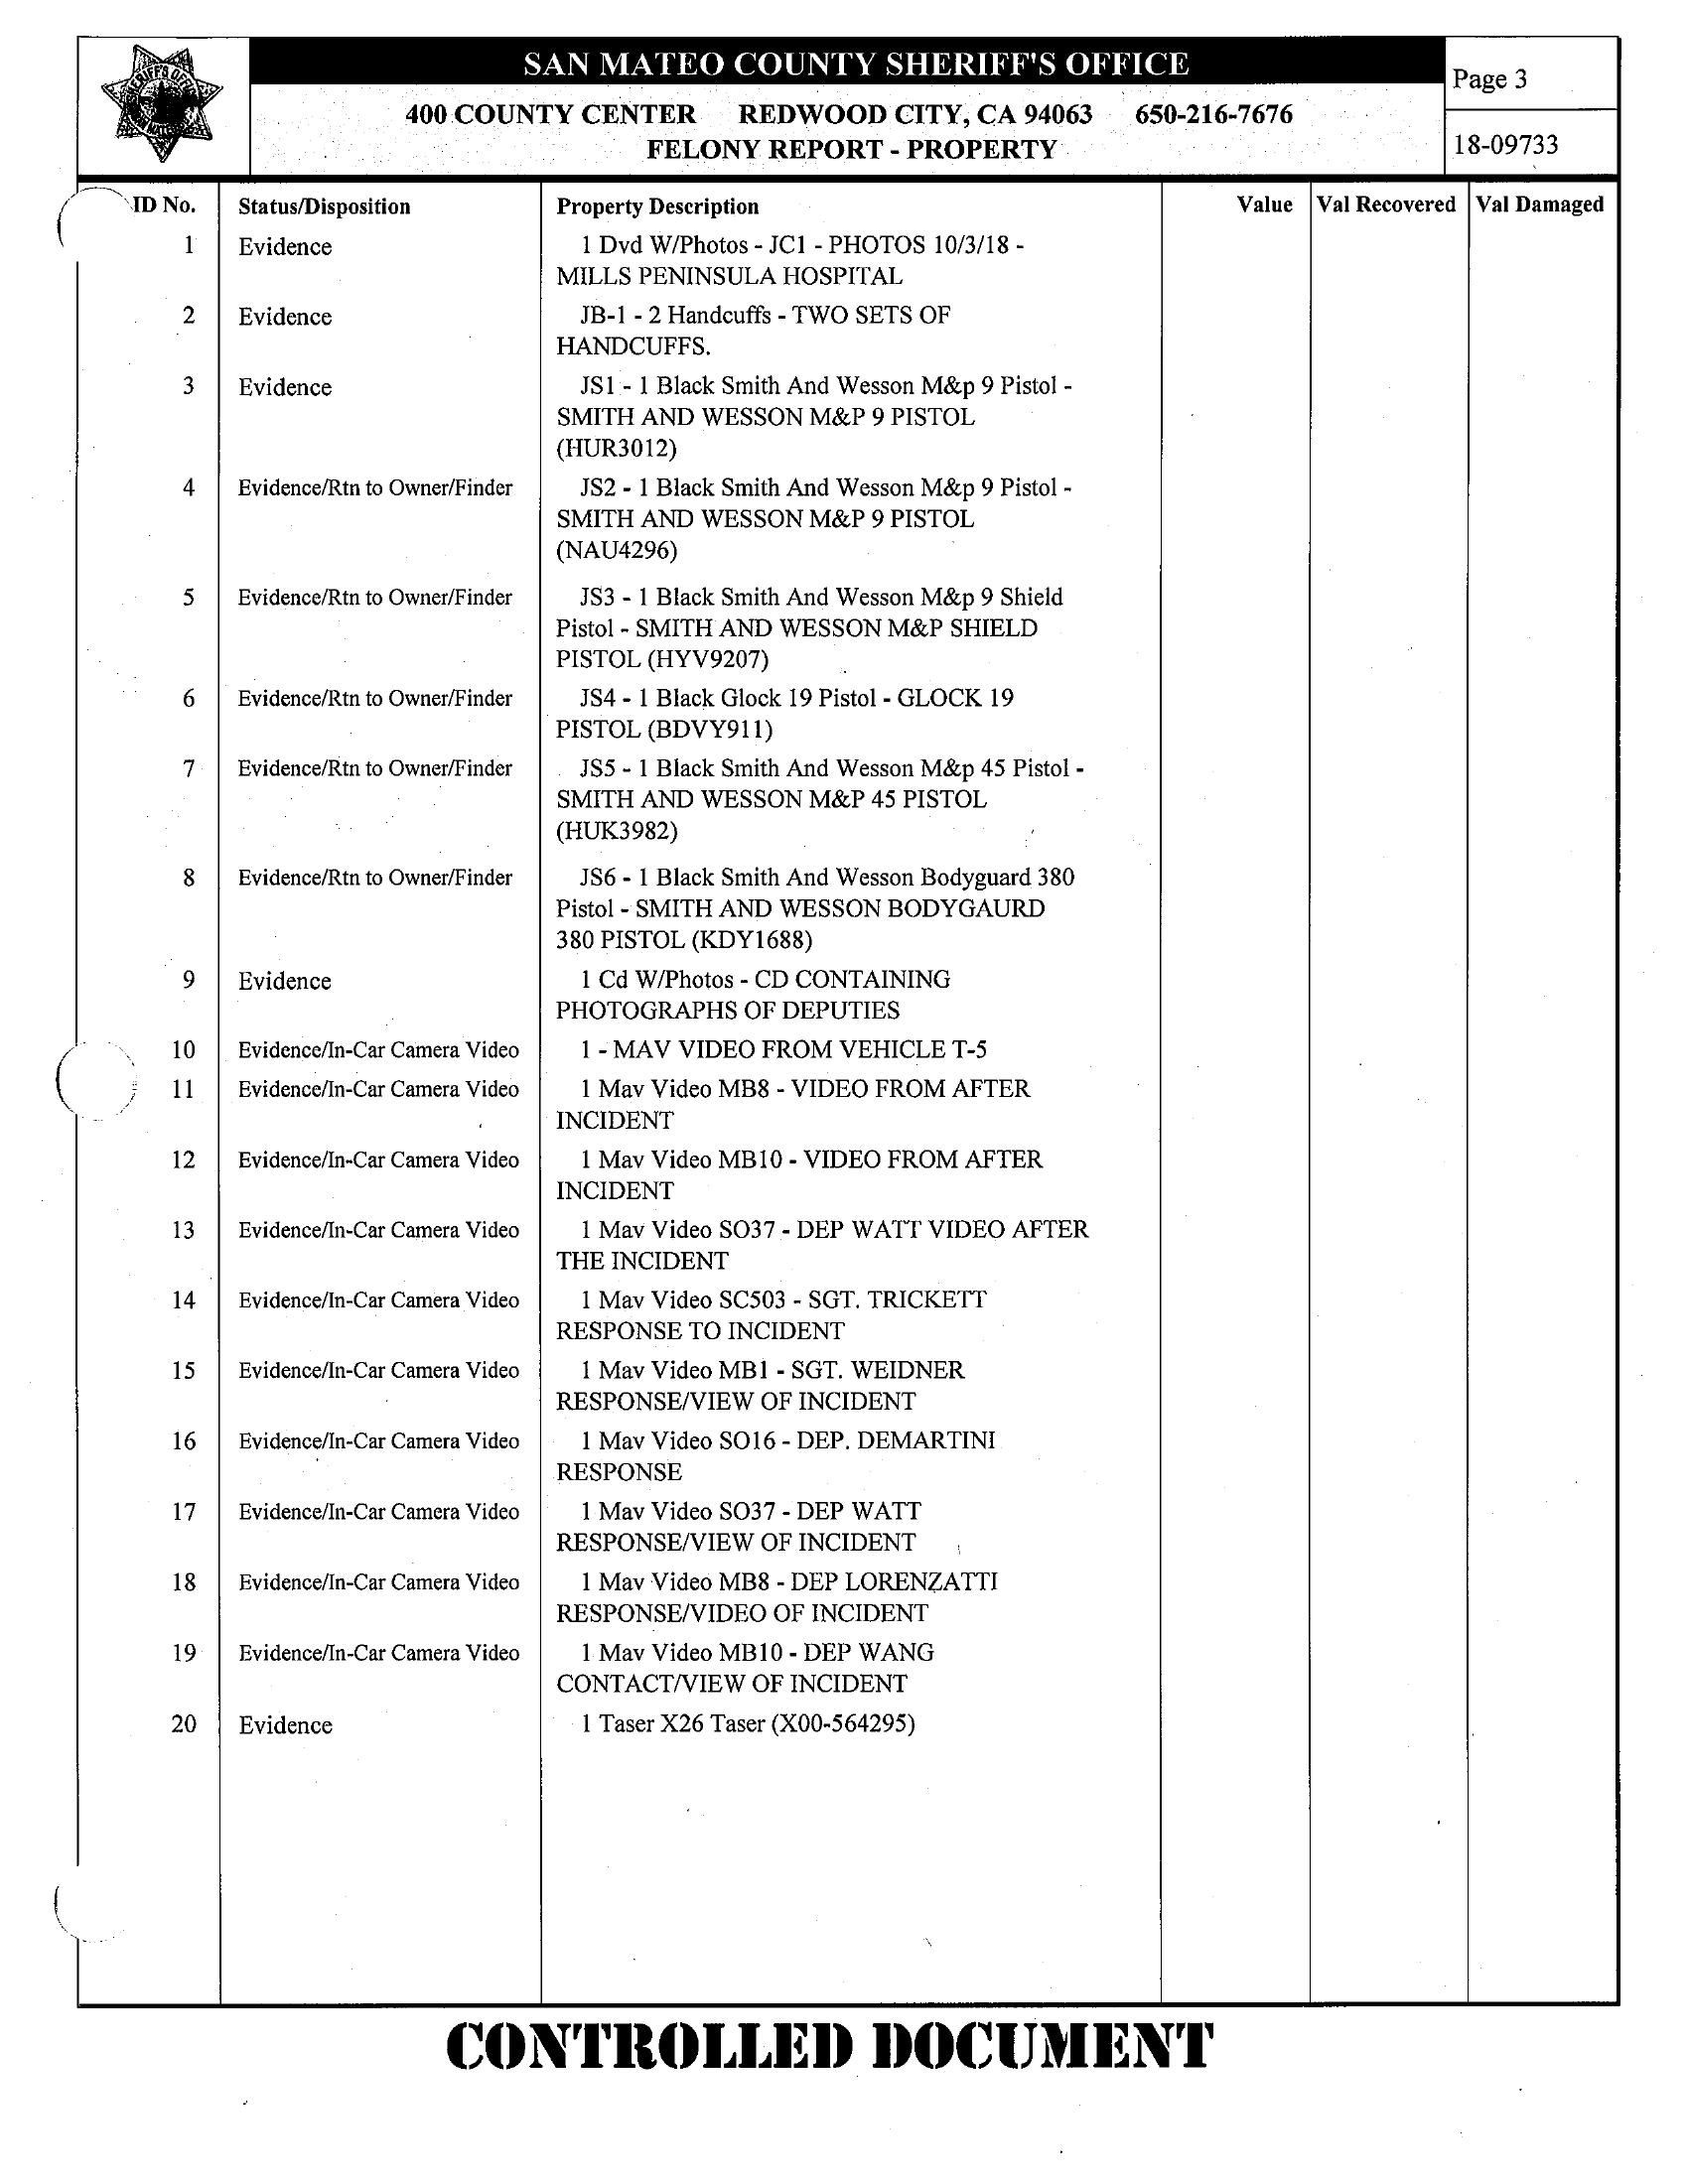 SAN MATEO COUNTY SHERIFF'S OFFICE
Page 3
400 COUNTY CENTER REDWOOD CITY, CA 94063 650-216-7676
FELONY REPORT - PROPERTY
18-09733
ID No. Status/Disposition Property Description Value Val Recovered Val Damaged
1 Evidence 1 Dvd W/Photos - JC1 - PHOTOS 10/3/18 -
MILLS PENINSULA HOSPITAL
2 Evidence JB-1 - 2 Handcuffs - TWO SETS OF
HANDCUFFS.
3 Evidence JS1 - 1 Black Smith And Wesson M&p 9 Pistol -
SMITH AND WESSON M&P 9 PISTOL
(HUR3012)
4 Evidence/Rtn to Owner/Finder JS2 - 1 Black Smith And Wesson M&p 9 Pistol -
SMITH AND WESSON M&P 9 PISTOL
(NAU4296)
5 Evidence/Rtn to Owner/Finder JS3 - 1 Black Smith And Wesson M&p 9 Shield
Pistol - SMITH AND WESSON M&P SHIELD
PISTOL (HYV9207)
6 Evidence/Rtn to Owner/Finder JS4 - 1 Black Glock 19 Pistol - GLOCK 19
PISTOL (BDVY911)
7 Evidence/Rtn to Owner/Finder JS5 - 1 Black Smith And Wesson M&p 45 Pistol -
SMITH AND WESSON M&P 45 PISTOL
(HUK3982)
8 Evidence/Rtn to Owner/Finder JS6 - 1 Black Smith And Wesson Bodyguard 380
Pistol - SMITH AND WESSON BODYGAURD
380 PISTOL (KDY1688)
9 Evidence 1 Cd W/Photos - CD CONTAINING
PHOTOGRAPHS OF DEPUTIES
10 Evidence/In-Car Camera Video 1 - MAV VIDEO FROM VEHICLE T-5
11 Evidence/In-Car Camera Video 1 Mav Video MB8 - VIDEO FROM AFTER
INCIDENT
12 Evidence/In-Car Camera Video 1 Mav Video MB10 - VIDEO FROM AFTER
INCIDENT
13 Evidence/In-Car Camera Video 1 Mav Video SO37 - DEP WATT VIDEO AFTER
THE INCIDENT
14 Evidence/In-Car Camera Video 1 Mav Video SC503 - SGT. TRICKETT
RESPONSE TO INCIDENT
15 Evidence/In-Car Camera Video 1 Mav Video MB1 - SGT. WEIDNER
RESPONSE/VIEW OF INCIDENT
16 Evidence/In-Car Camera Video 1 Mav Video SO16 - DEP. DEMARTINI
RESPONSE
17 Evidence/In-Car Camera Video 1 Mav Video SO37 - DEP WATT
RESPONSE/VIEW OF INCIDENT
18 Evidence/In-Car Camera Video 1 Mav Video MB8 - DEP LORENZATTI
RESPONSE/VIDEO OF INCIDENT
19 Evidence/In-Car Camera Video 1 Mav Video MB10 - DEP WANG
CONTACT/VIEW OF INCIDENT
20 Evidence 1 Taser X26 Taser (X00-564295)
CONTROLLED DOCUMENT